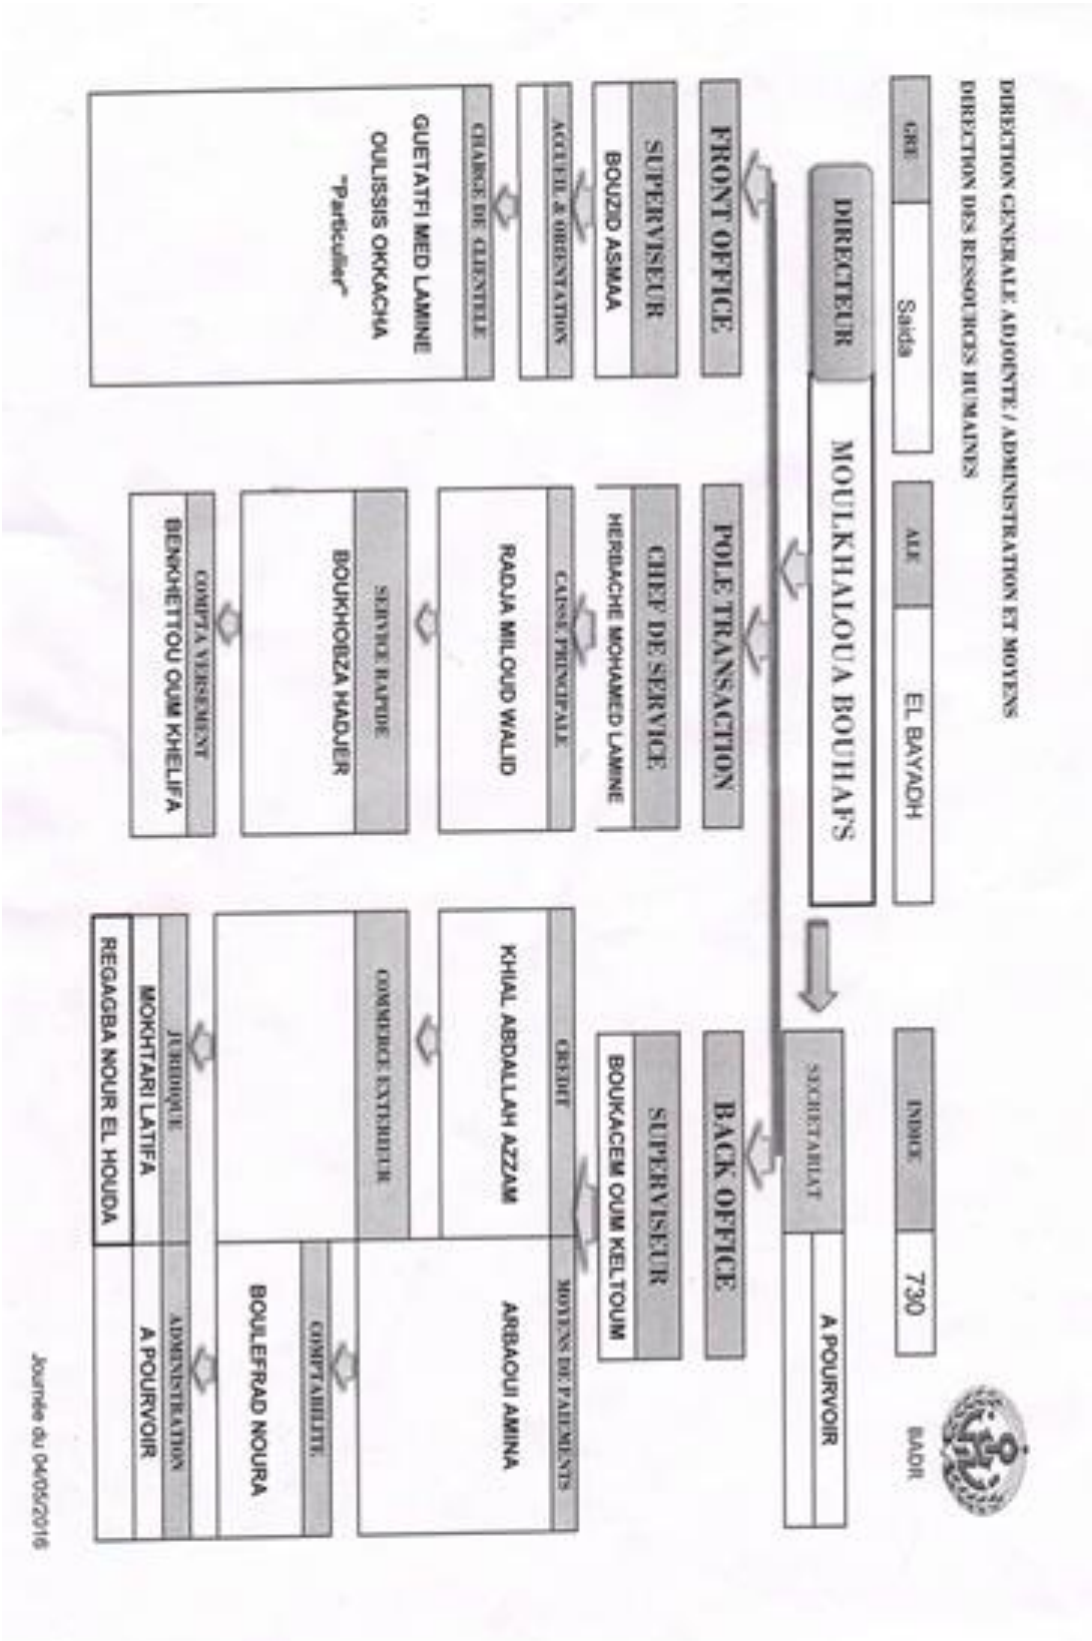 DIRECTION GENERALE ADJOINTE / ADMINISTRATION ET MOYENS
DIRECTION DES RESSOURCES HUMAINES
BADR
GRE
Saida
ALE
EL BAYADH
INDICE
730
DIRECTEUR
MOULKHALOUA BOUHAFS
SECRETARIAT
A POURVOIR
FRONT OFFICE
POLE TRANSACTION
BACK OFFICE
SUPERVISEUR
BOUZID ASMAA
CHEF DE SERVICE
HERBACHE MOHAMED LAMINE
SUPERVISEUR
BOUKACEM OUM KELTOUM
ACCUEIL & ORIENTATION
CAISSE PRINCIPALE
RADJA MILOUD WALID
CREDIT
KHIAL ABDALLAH AZZAM
MOYENS DE PAIEMENTS
ARBAOUI AMINA
CHARGE DE CLIENTELE
GUETATFI MED LAMINE
OULISSIS OKKACHA
"Particulier"
SERVICE RAPIDE
BOUKHOBZA HADJER
COMMERCE EXTERIEUR
COMPTABILITE
BOULEFRAD NOURA
COMPTA VERSEMENT
BENKHETTOU OUM KHELIFA
JURIDIQUE
MOKHTARI LATIFA
REGAGBA NOUR EL HOUDA
ADMINISTRATION
A POURVOIR
Journée du 04/05/2016